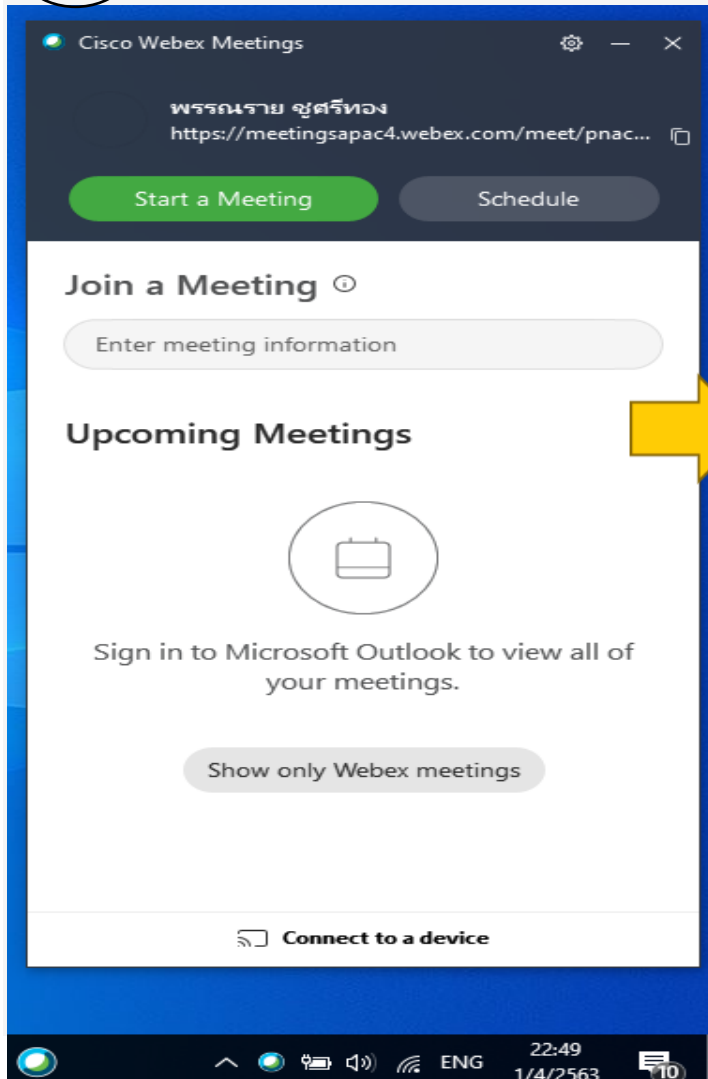 Cisco Webex Meetings
พรรณราย ชูศรีทอง
https://meetingsapac4.webex.com/meet/pnac...
Start a Meeting
Schedule
Join a Meeting
Enter meeting information
Upcoming Meetings
Sign in to Microsoft Outlook to view all of
your meetings.
Show only Webex meetings
Connect to a device
ENG
22:49
1/4/2563
10